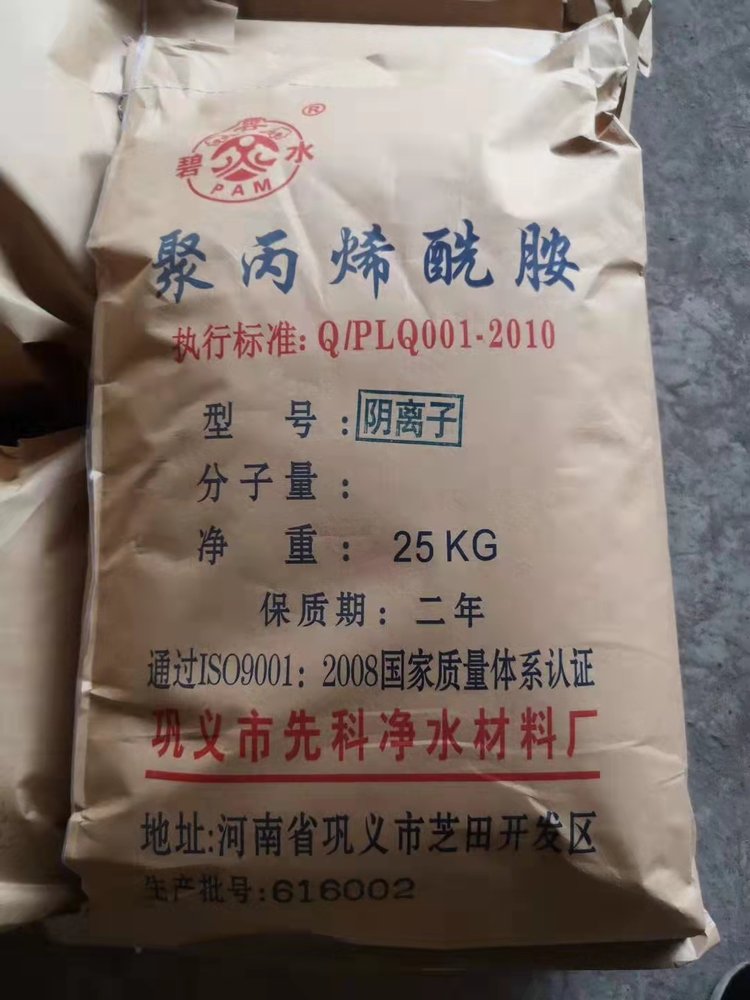 ®
碧云水
PAM
聚丙烯酰胺
执行标准: Q/PLQ001-2010
型 号:阴离子
分子量:
净 重: 25KG
保质期: 二年
通过ISO9001: 2008国家质量体系认证
巩义市先科净水材料厂
地址:河南省巩义市芝田开发区
生产批号:616002